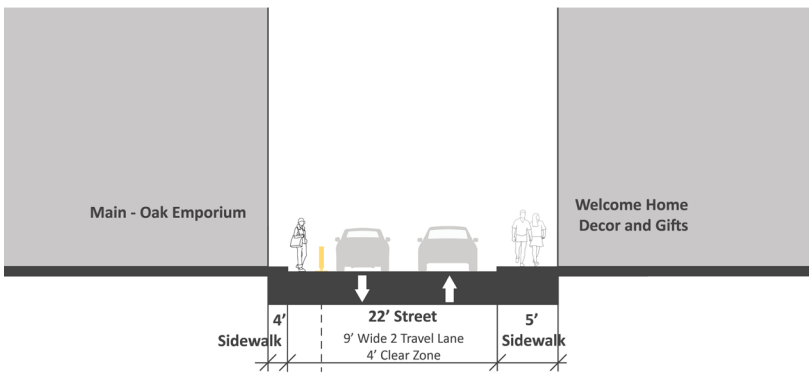 Main - Oak Emporium
Welcome Home
Decor and Gifts
4’
Sidewalk
22’ Street
9’ Wide 2 Travel Lane
4’ Clear Zone
5’
Sidewalk